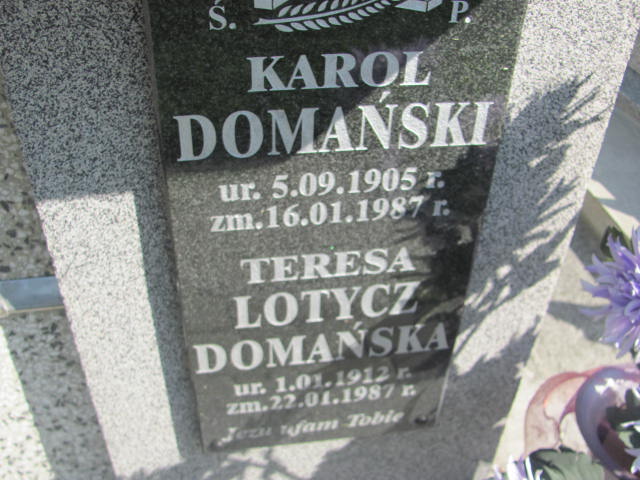 Ś. P.
KAROL
DOMAŃSKI
ur. 5.09.1905 r.
zm.16.01.1987 r.
TERESA
LOTYCZ
DOMAŃSKA
ur. 1.01.1912 r.
zm.22.01.1987 r.
Jezu ufam Tobie